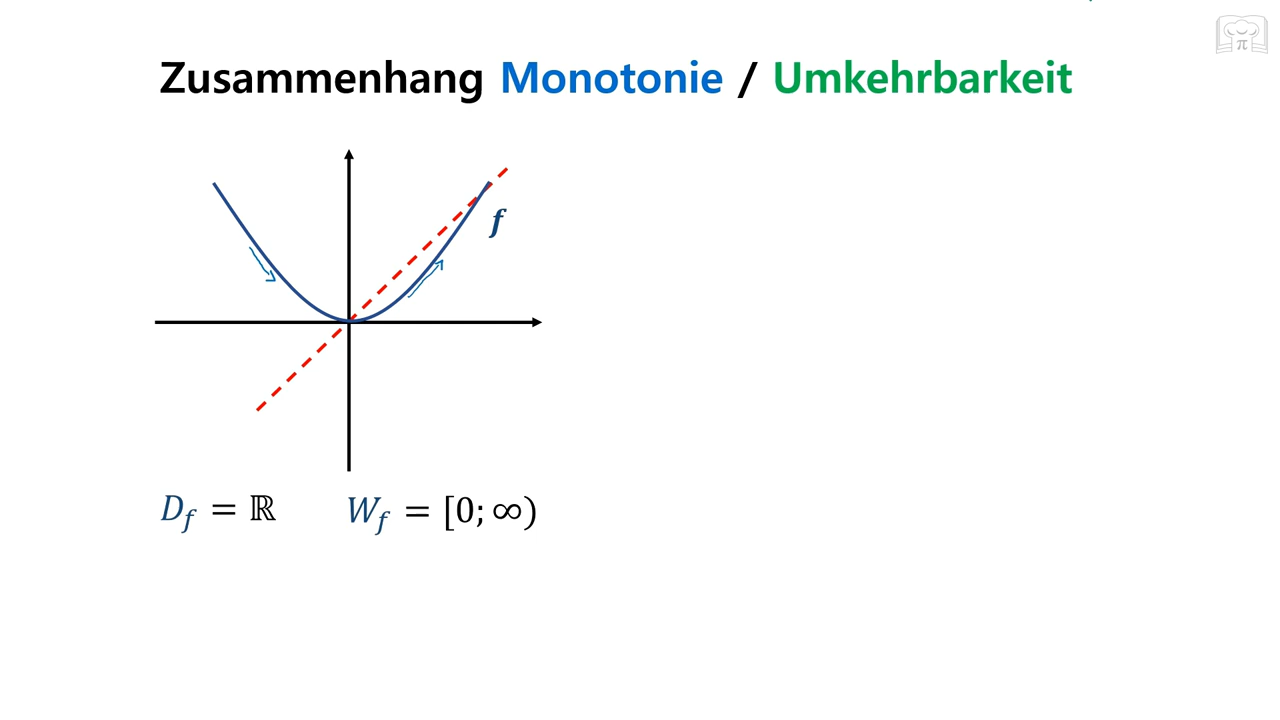 Zusammenhang Monotonie / Umkehrbarkeit
f
D_f = ℝ W_f = [0; ∞)
π